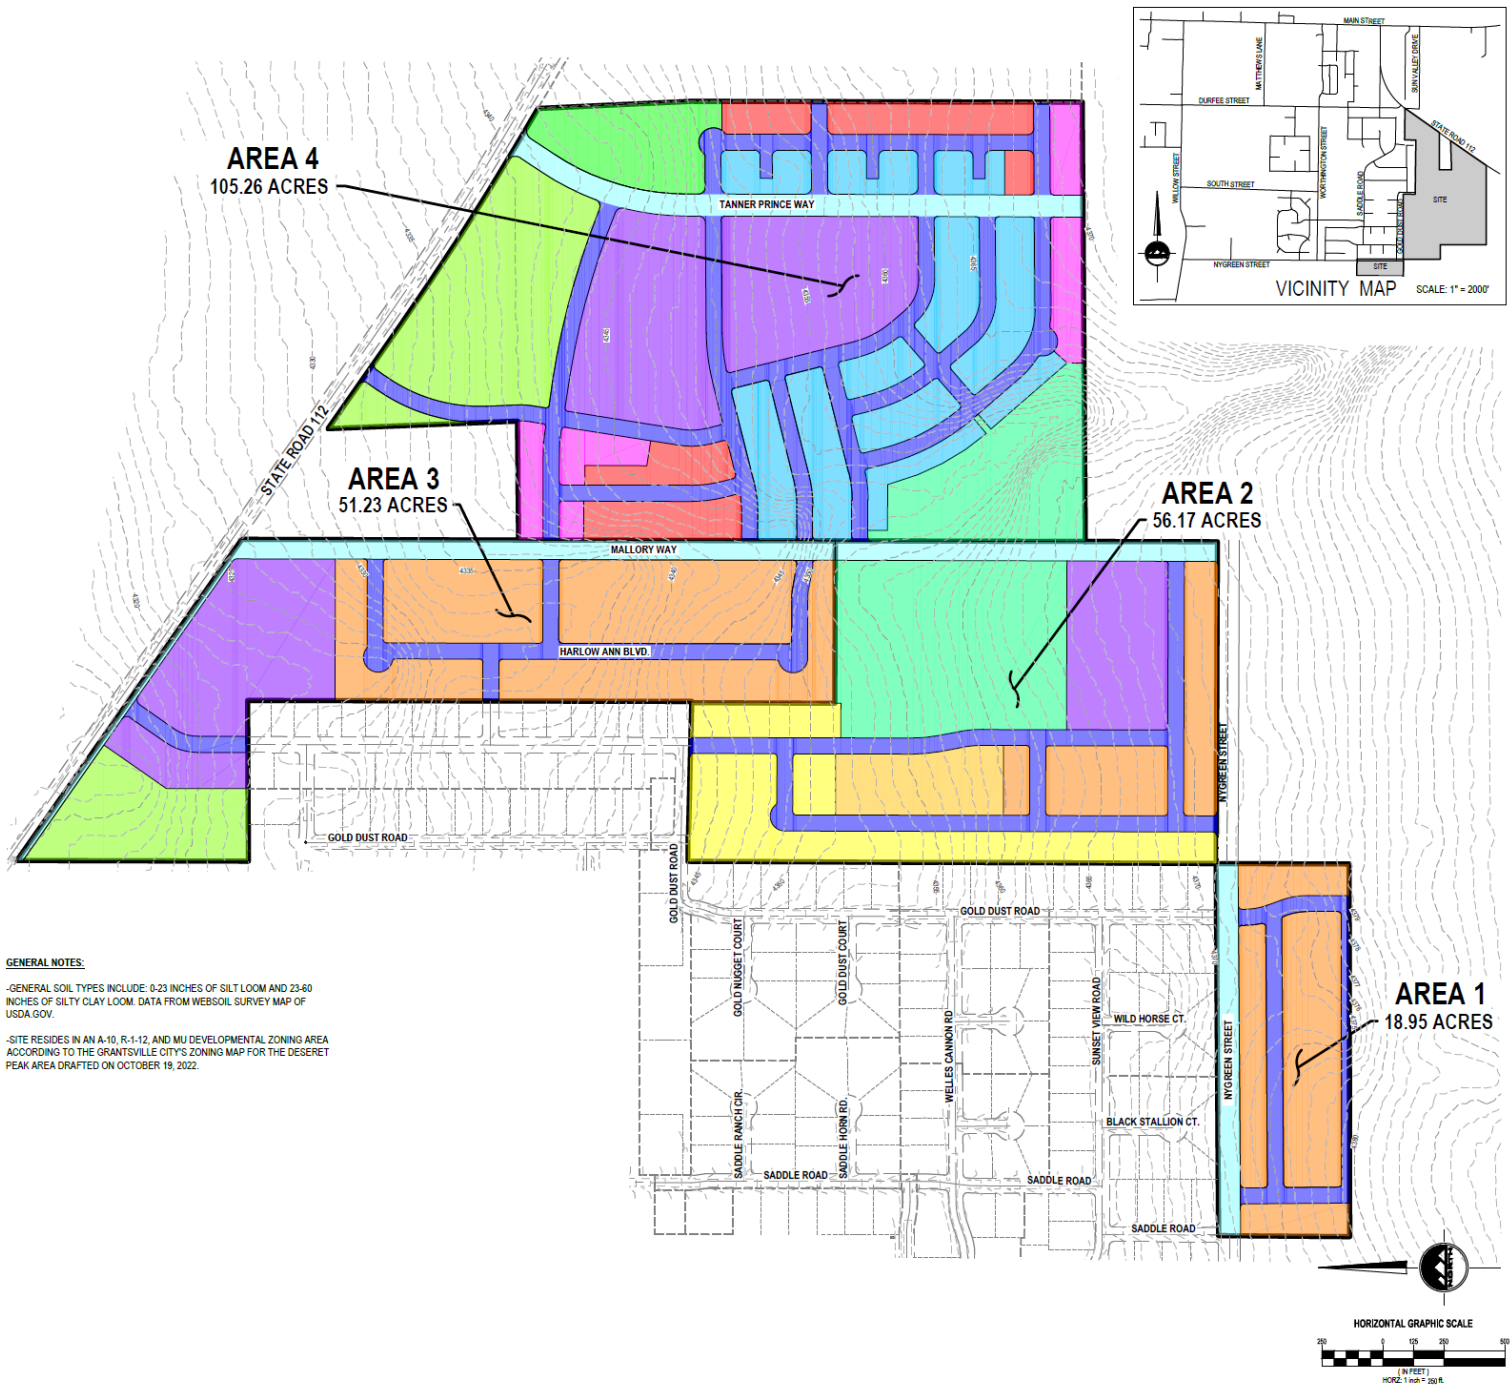 MAIN STREET
MATTHEWS LANE
SUN VALLEY DRIVE
DURFEE STREET
STATE ROAD 112
WORTHINGTON STREET
WILLOW STREET
SOUTH STREET
SADDLE ROAD
GOLD DUST ROAD
SITE
NYGREEN STREET
SITE
VICINITY MAP
SCALE: 1" = 2000'
AREA 4
105.26 ACRES
TANNER PRINCE WAY
STATE ROAD 112
AREA 3
51.23 ACRES
AREA 2
56.17 ACRES
MALLORY WAY
HARLOW ANN BLVD.
NYGREEN STREET
GOLD DUST ROAD
GOLD DUST ROAD
GOLD DUST ROAD
GOLD NUGGET COURT
GOLD DUST COURT
WELLES CANNON RD
SUNSET VIEW ROAD
WILD HORSE CT.
NYGREEN STREET
AREA 1
18.95 ACRES
SADDLE RANCH CIR.
SADDLE HORN RD.
BLACK STALLION CT.
SADDLE ROAD
SADDLE ROAD
SADDLE ROAD
GENERAL NOTES:
-GENERAL SOIL TYPES INCLUDE: 0-23 INCHES OF SILT LOOM AND 23-60
INCHES OF SILTY CLAY LOOM. DATA FROM WEBSOIL SURVEY MAP OF
USDA.GOV.
-SITE RESIDES IN AN A-10, R-1-12, AND MU DEVELOPMENTAL ZONING AREA
ACCORDING TO THE GRANTSVILLE CITY'S ZONING MAP FOR THE DESERET
PEAK AREA DRAFTED ON OCTOBER 19, 2022.
NORTH
HORIZONTAL GRAPHIC SCALE
250 0 125 250 500
( IN FEET )
HORZ: 1 inch = 250 ft.